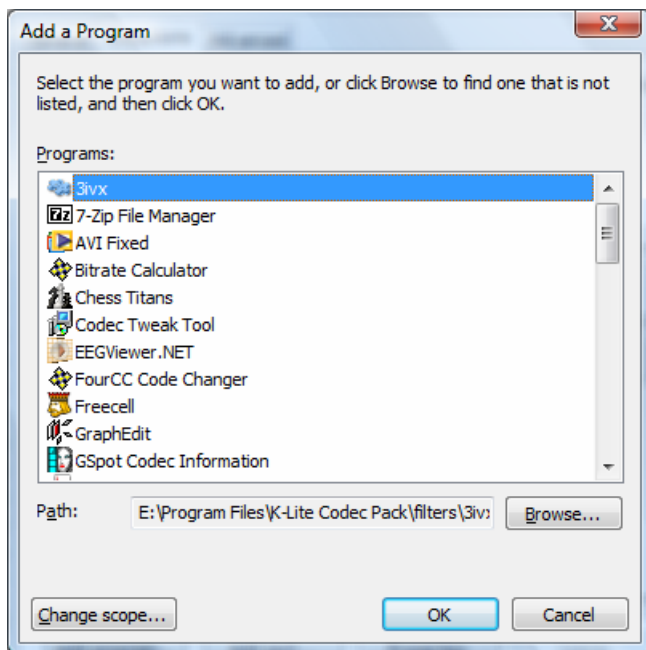 Add a Program
Select the program you want to add, or click Browse to find one that is not
listed, and then click OK.
Programs:
3ivx
7-Zip File Manager
AVI Fixed
Bitrate Calculator
Chess Titans
Codec Tweak Tool
EEGViewer.NET
FourCC Code Changer
Freecell
GraphEdit
GSpot Codec Information
Path: E:\Program Files\K-Lite Codec Pack\filters\3ivx Browse...
Change scope... OK Cancel